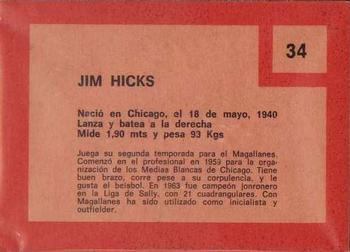 34
JIM HICKS
Nació en Chicago, el 18 de mayo, 1940
Lanza y batea a la derecha
Mide 1,90 mts y pesa 93 Kgs
Juega su segunda temporada para el Magallanes.
Comenzó en el profesional en 1959 para la orga-
nización de los Medias Blancas de Chicago. Tiene
buen brazo, corre pese a su corpulencia, y le
gusta el beisbol. En 1963 fue campeón jonronero
en la Liga de Sally, con 21 cuadrangulares. Con
Magallanes ha sido utilizado como inicialista y
outfielder.